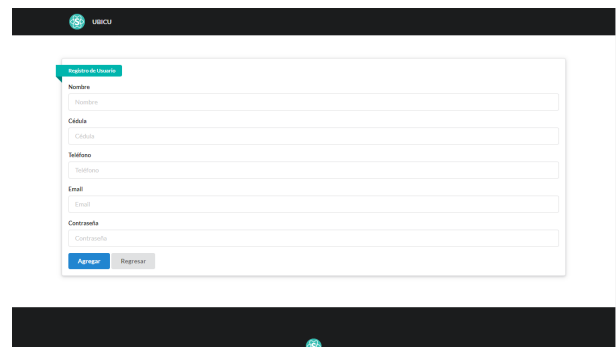 UBICU
Registro de Usuario
Nombre
Nombre
Cédula
Cédula
Teléfono
Teléfono
Email
Email
Contraseña
Contraseña
Agregar Regresar